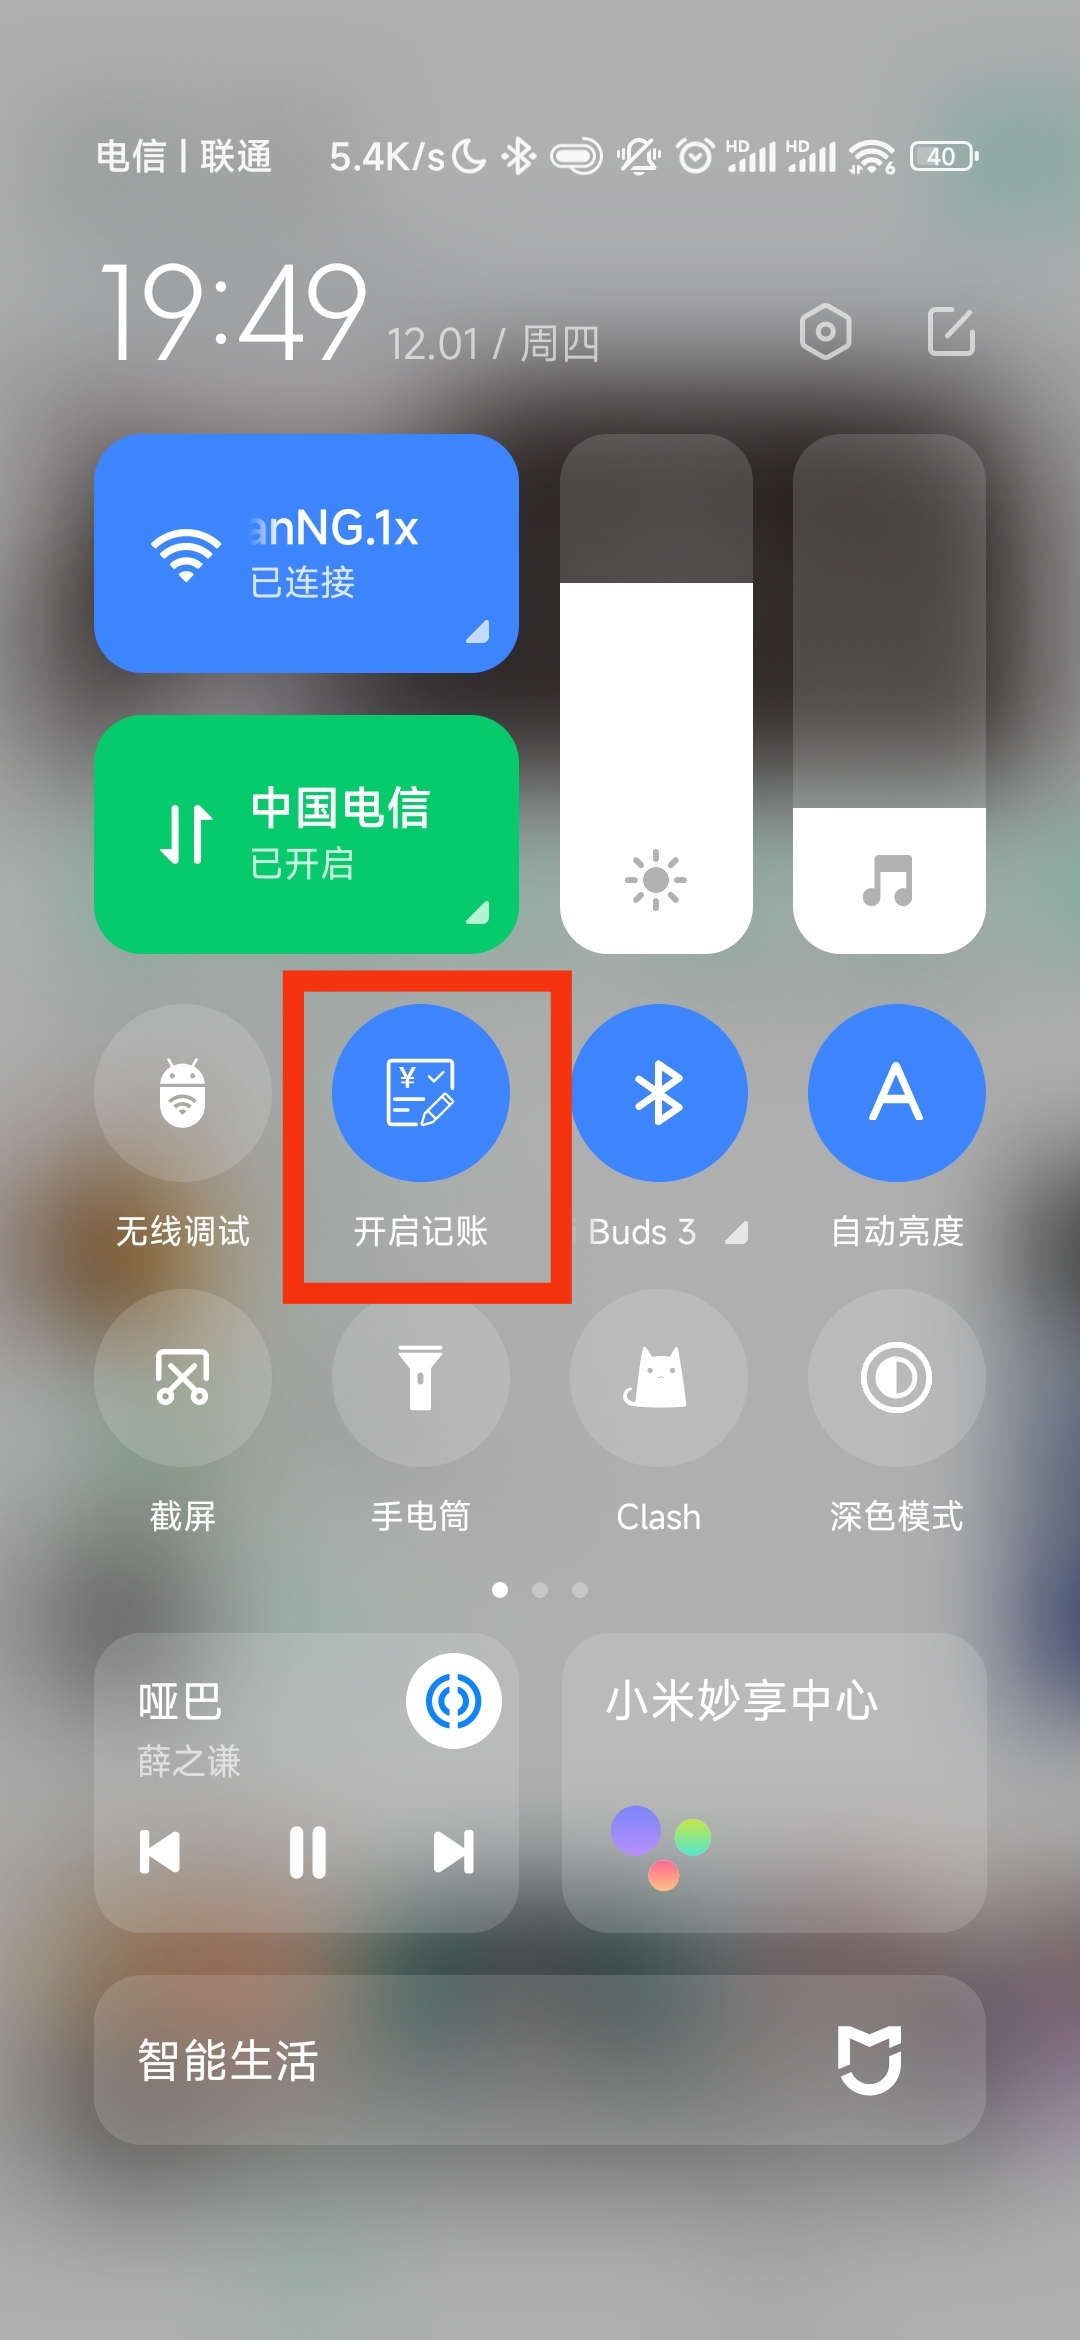 电信 | 联通 5.4K/s HD HD 6 40
19:49 12.01 / 周四
anNG.1x
已连接
中国电信
已开启
¥
A
无线调试 开启记账 Buds 3 自动亮度
截屏 手电筒 Clash 深色模式
哑巴
薛之谦
小米妙享中心
智能生活